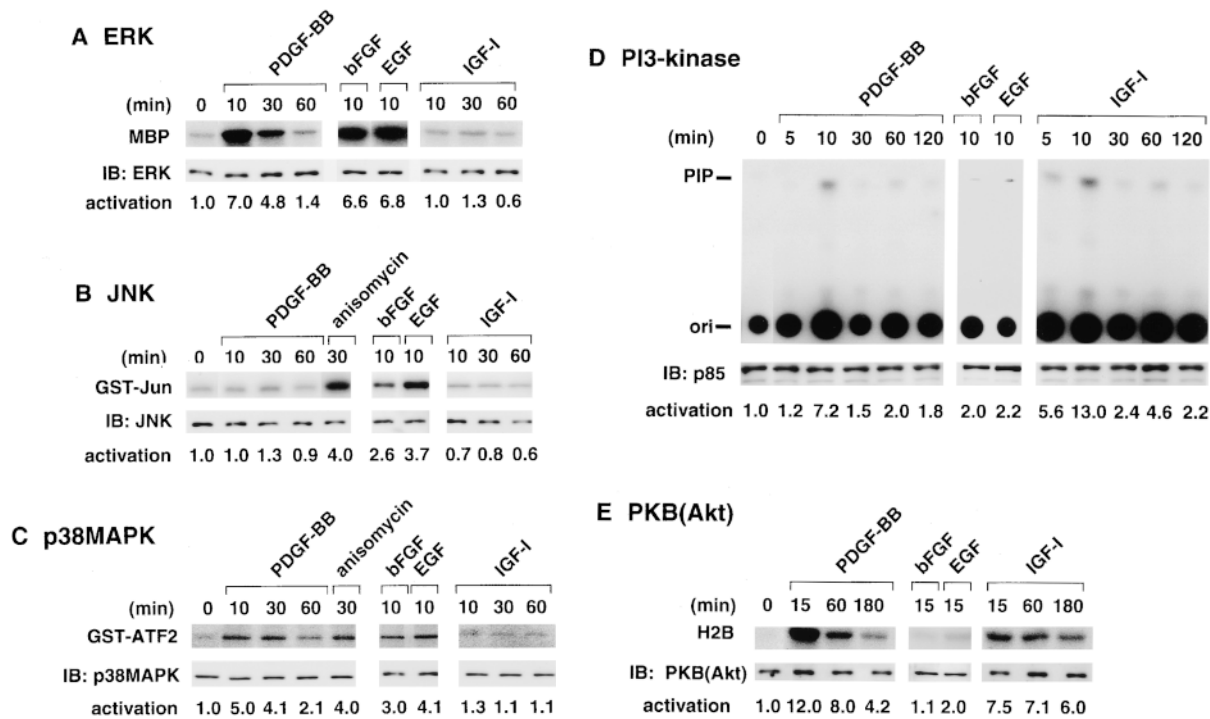 A ERK
PDGF-BB bFGF EGF IGF-I
(min) 0 10 30 60 10 10 10 30 60
MBP
IB: ERK
activation 1.0 7.0 4.8 1.4 6.6 6.8 1.0 1.3 0.6
B JNK
PDGF-BB anisomycin bFGF EGF IGF-I
(min) 0 10 30 60 30 10 10 10 30 60
GST-Jun
IB: JNK
activation 1.0 1.0 1.3 0.9 4.0 2.6 3.7 0.7 0.8 0.6
C p38MAPK
PDGF-BB anisomycin bFGF EGF IGF-I
(min) 0 10 30 60 30 10 10 10 30 60
GST-ATF2
IB: p38MAPK
activation 1.0 5.0 4.1 2.1 4.0 3.0 4.1 1.3 1.1 1.1
D PI3-kinase
PDGF-BB bFGF EGF IGF-I
(min) 0 5 10 30 60 120 10 10 5 10 30 60 120
PIP
ori
IB: p85
activation 1.0 1.2 7.2 1.5 2.0 1.8 2.0 2.2 5.6 13.0 2.4 4.6 2.2
E PKB(Akt)
PDGF-BB bFGF EGF IGF-I
(min) 0 15 60 180 15 15 15 60 180
H2B
IB: PKB(Akt)
activation 1.0 12.0 8.0 4.2 1.1 2.0 7.5 7.1 6.0